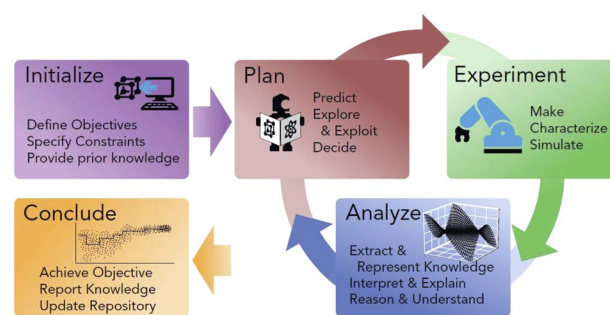 Initialize
Define Objectives
Specify Constraints
Provide prior knowledge
Plan
Predict
Explore
& Exploit
Decide
Experiment
Make
Characterize
Simulate
Analyze
Extract &
Represent Knowledge
Interpret & Explain
Reason & Understand
Conclude
Achieve Objective
Report Knowledge
Update Repository